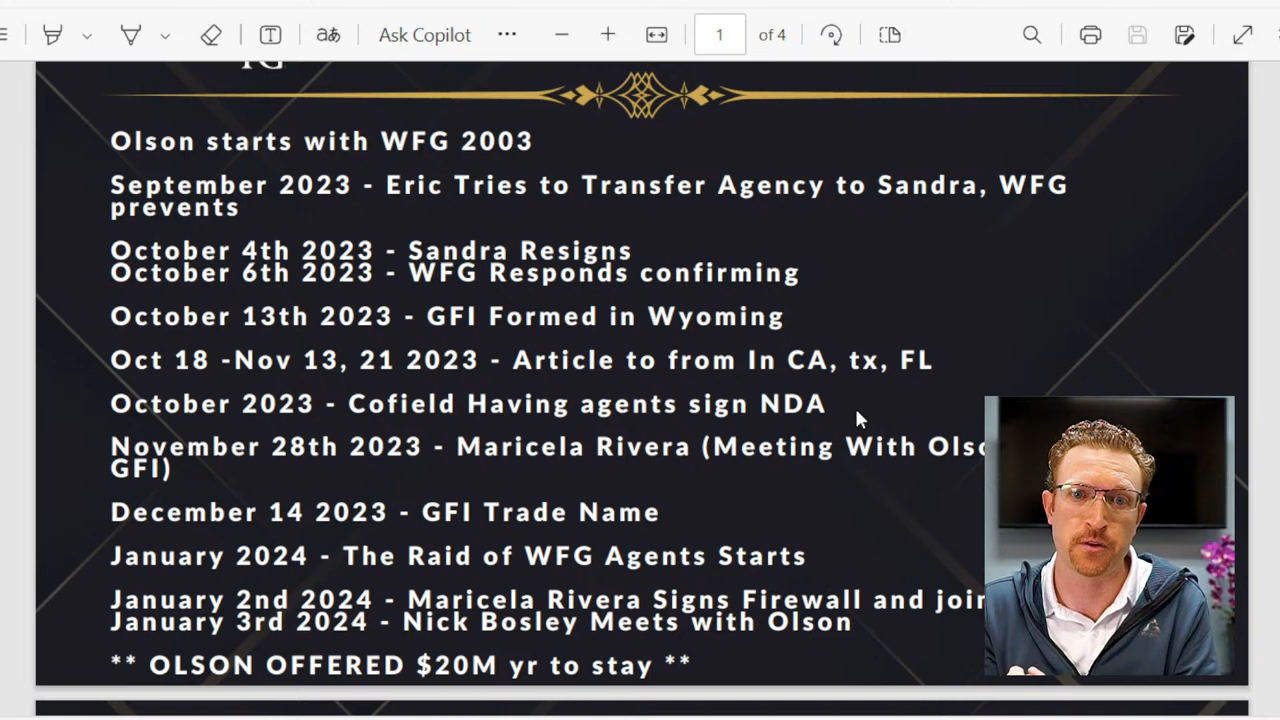 Ask Copilot
1 of 4
Olson starts with WFG 2003
September 2023 - Eric Tries to Transfer Agency to Sandra, WFG
prevents
October 4th 2023 - Sandra Resigns
October 6th 2023 - WFG Responds confirming
October 13th 2023 - GFI Formed in Wyoming
Oct 18 -Nov 13, 21 2023 - Article to from In CA, tx, FL
October 2023 - Cofield Having agents sign NDA
November 28th 2023 - Maricela Rivera (Meeting With
GFI)
December 14 2023 - GFI Trade Name
January 2024 - The Raid of WFG Agents Starts
January 2nd 2024 - Maricela Rivera Signs Firewall and
January 3rd 2024 - Nick Bosley Meets with Olson
** OLSON OFFERED $20M yr to stay **